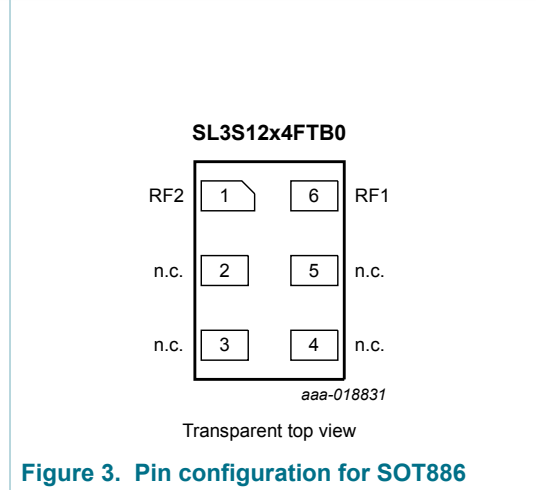 SL3S12x4FTB0
RF2 1 6 RF1
n.c. 2 5 n.c.
n.c. 3 4 n.c.
aaa-018831
Transparent top view
Figure 3. Pin configuration for SOT886